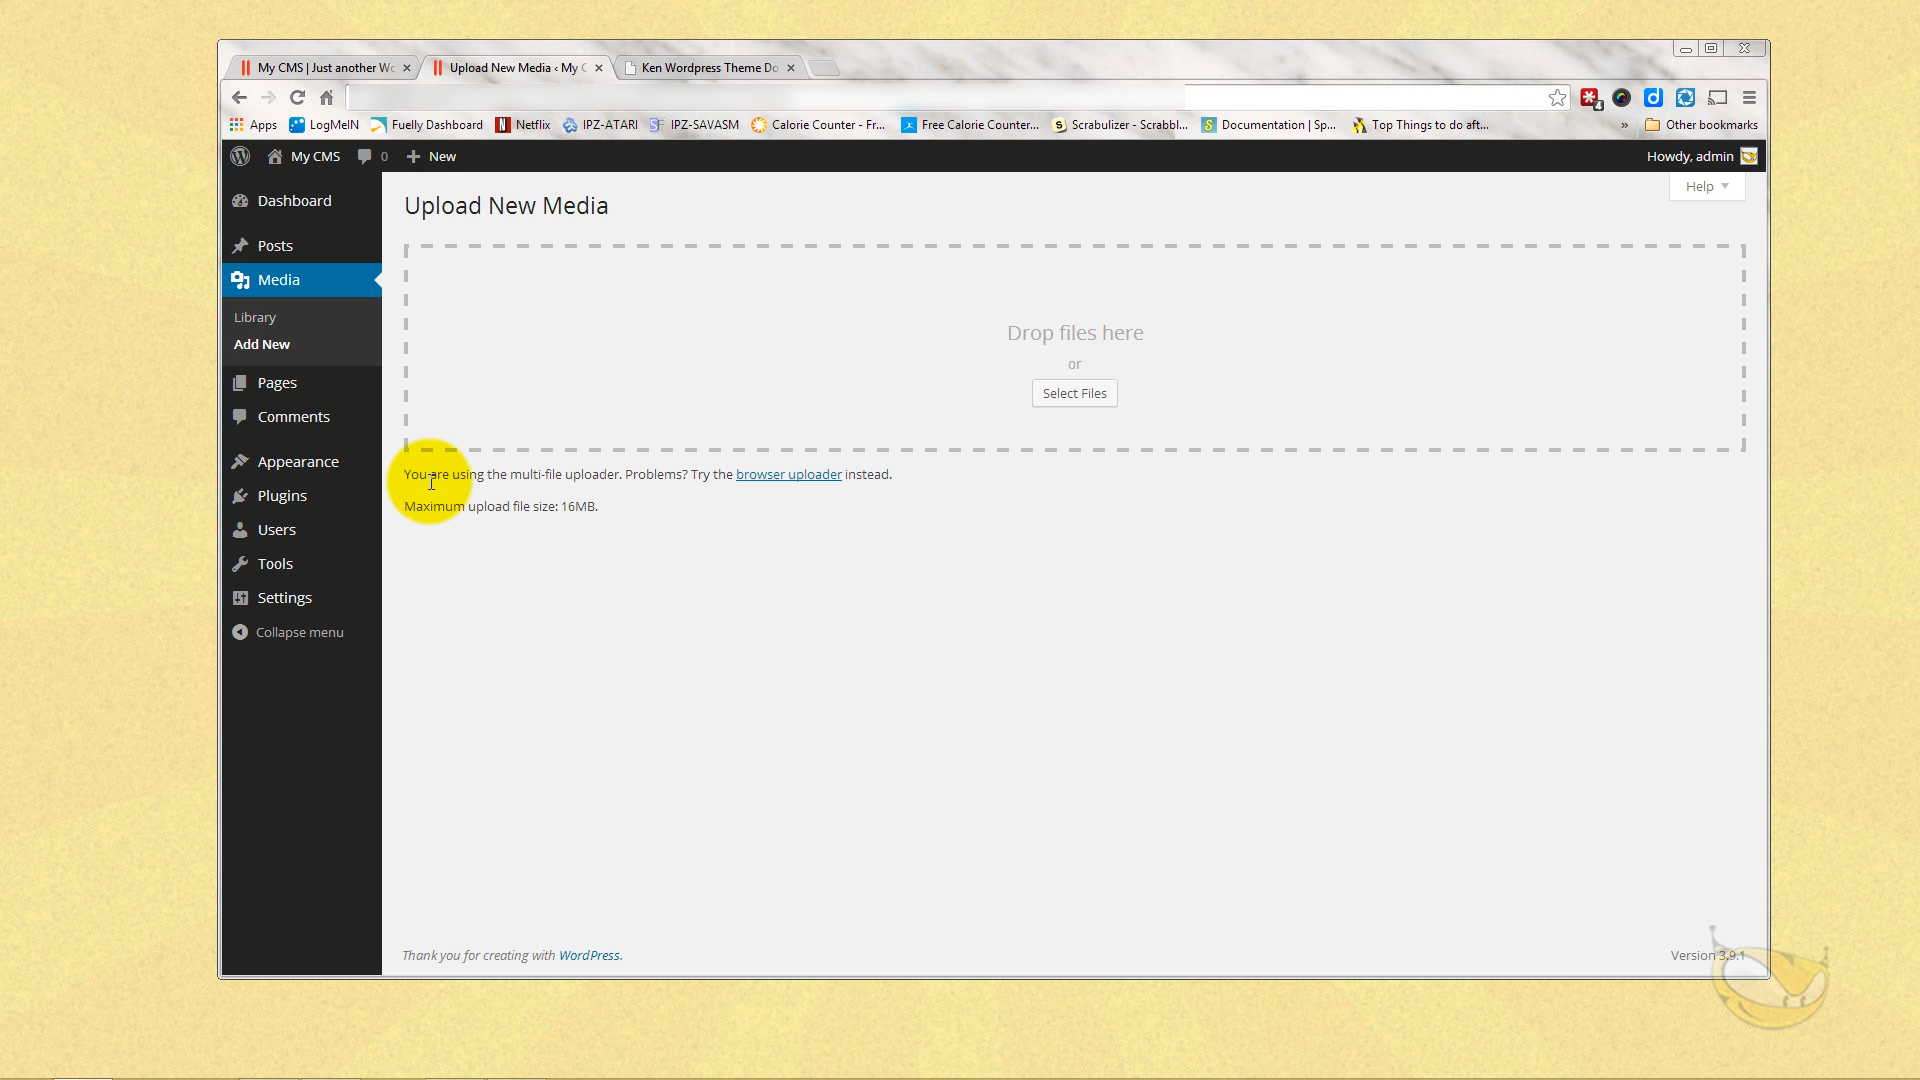 My CMS | Just another Wo
Upload New Media ‹ My C
Ken Wordpress Theme Do
Apps
LogMeIN
Fuelly Dashboard
Netflix
IPZ-ATARI
IPZ-SAVASM
Calorie Counter - Fr...
Free Calorie Counter...
Scrabulizer - Scrabbl...
Documentation | Sp...
Top Things to do aft...
»
Other bookmarks
My CMS
0
New
Howdy, admin
Help
Dashboard
Posts
Media
Library
Add New
Pages
Comments
Appearance
Plugins
Users
Tools
Settings
Collapse menu
Upload New Media
Drop files here
or
Select Files
You are using the multi-file uploader. Problems? Try the browser uploader instead.
Maximum upload file size: 16MB.
Thank you for creating with WordPress.
Version 3.9.1